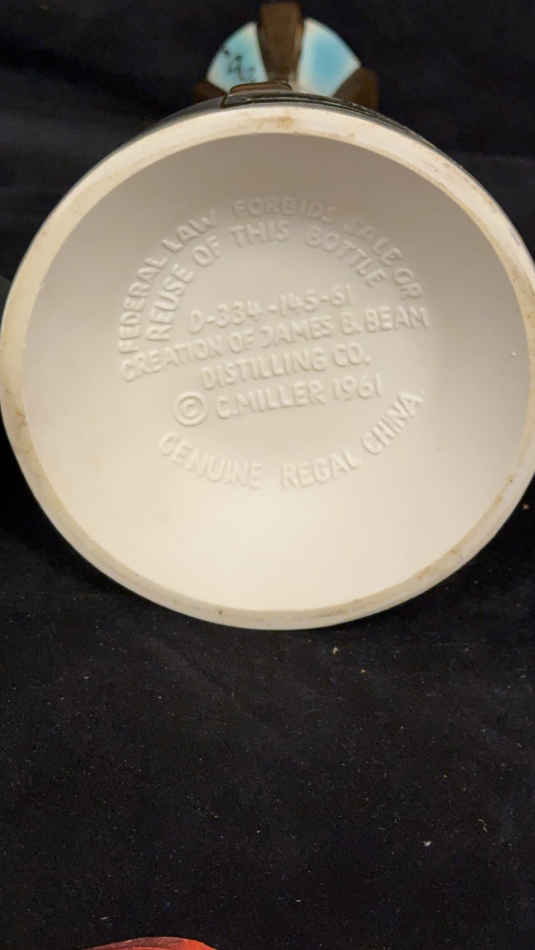 FEDERAL LAW FORBIDS SALE OR
REUSE OF THIS BOTTLE
D-334-145-61
CREATION OF JAMES B. BEAM
DISTILLING CO.
© C.MILLER 1961
GENUINE REGAL CHINA